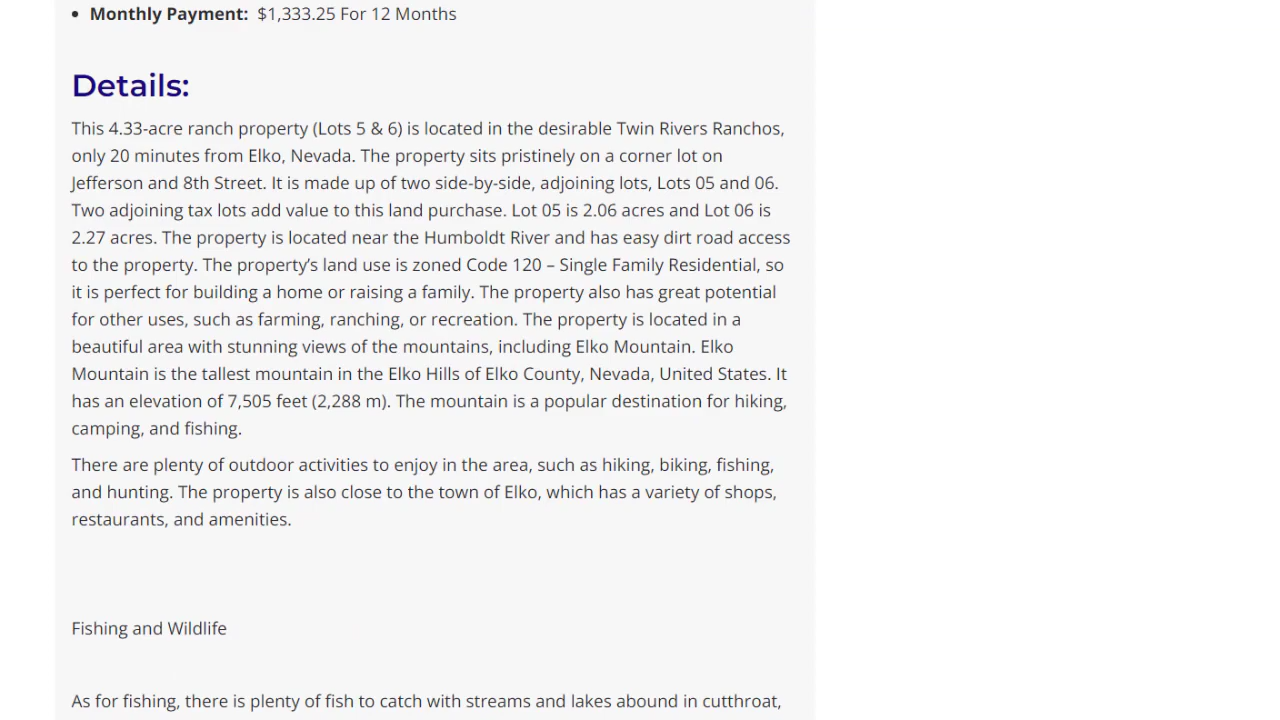 Monthly Payment: $1,333.25 For 12 Months
Details:
This 4.33-acre ranch property (Lots 5 & 6) is located in the desirable Twin Rivers Ranchos,
only 20 minutes from Elko, Nevada. The property sits pristinely on a corner lot on
Jefferson and 8th Street. It is made up of two side-by-side, adjoining lots, Lots 05 and 06.
Two adjoining tax lots add value to this land purchase. Lot 05 is 2.06 acres and Lot 06 is
2.27 acres. The property is located near the Humboldt River and has easy dirt road access
to the property. The property’s land use is zoned Code 120 – Single Family Residential, so
it is perfect for building a home or raising a family. The property also has great potential
for other uses, such as farming, ranching, or recreation. The property is located in a
beautiful area with stunning views of the mountains, including Elko Mountain. Elko
Mountain is the tallest mountain in the Elko Hills of Elko County, Nevada, United States. It
has an elevation of 7,505 feet (2,288 m). The mountain is a popular destination for hiking,
camping, and fishing.
There are plenty of outdoor activities to enjoy in the area, such as hiking, biking, fishing,
and hunting. The property is also close to the town of Elko, which has a variety of shops,
restaurants, and amenities.
Fishing and Wildlife
As for fishing, there is plenty of fish to catch with streams and lakes abound in cutthroat,